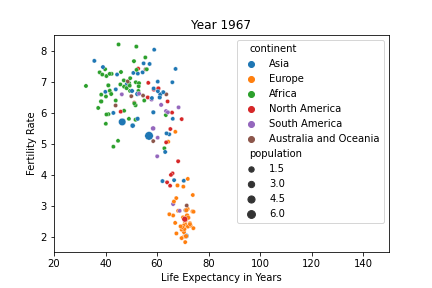 Year 1967
Fertility Rate
8
7
6
5
4
3
2
continent
Asia
Europe
Africa
North America
South America
Australia and Oceania
population
1.5
3.0
4.5
6.0
20
40
60
80
100
120
140
Life Expectancy in Years